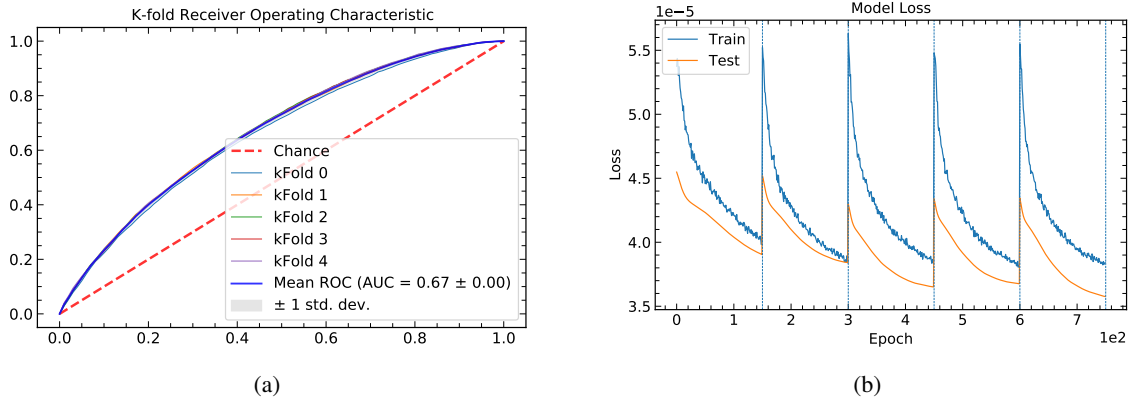 K-fold Receiver Operating Characteristic
1.0
0.8
0.6
0.4
0.2
0.0
Chance
kFold 0
kFold 1
kFold 2
kFold 3
kFold 4
Mean ROC (AUC = 0.67 ± 0.00)
± 1 std. dev.
0.0 0.2 0.4 0.6 0.8 1.0
(a)
Model Loss
1e−5
Train
Test
5.5
5.0
4.5
4.0
3.5
Loss
0 1 2 3 4 5 6 7
Epoch
1e2
(b)